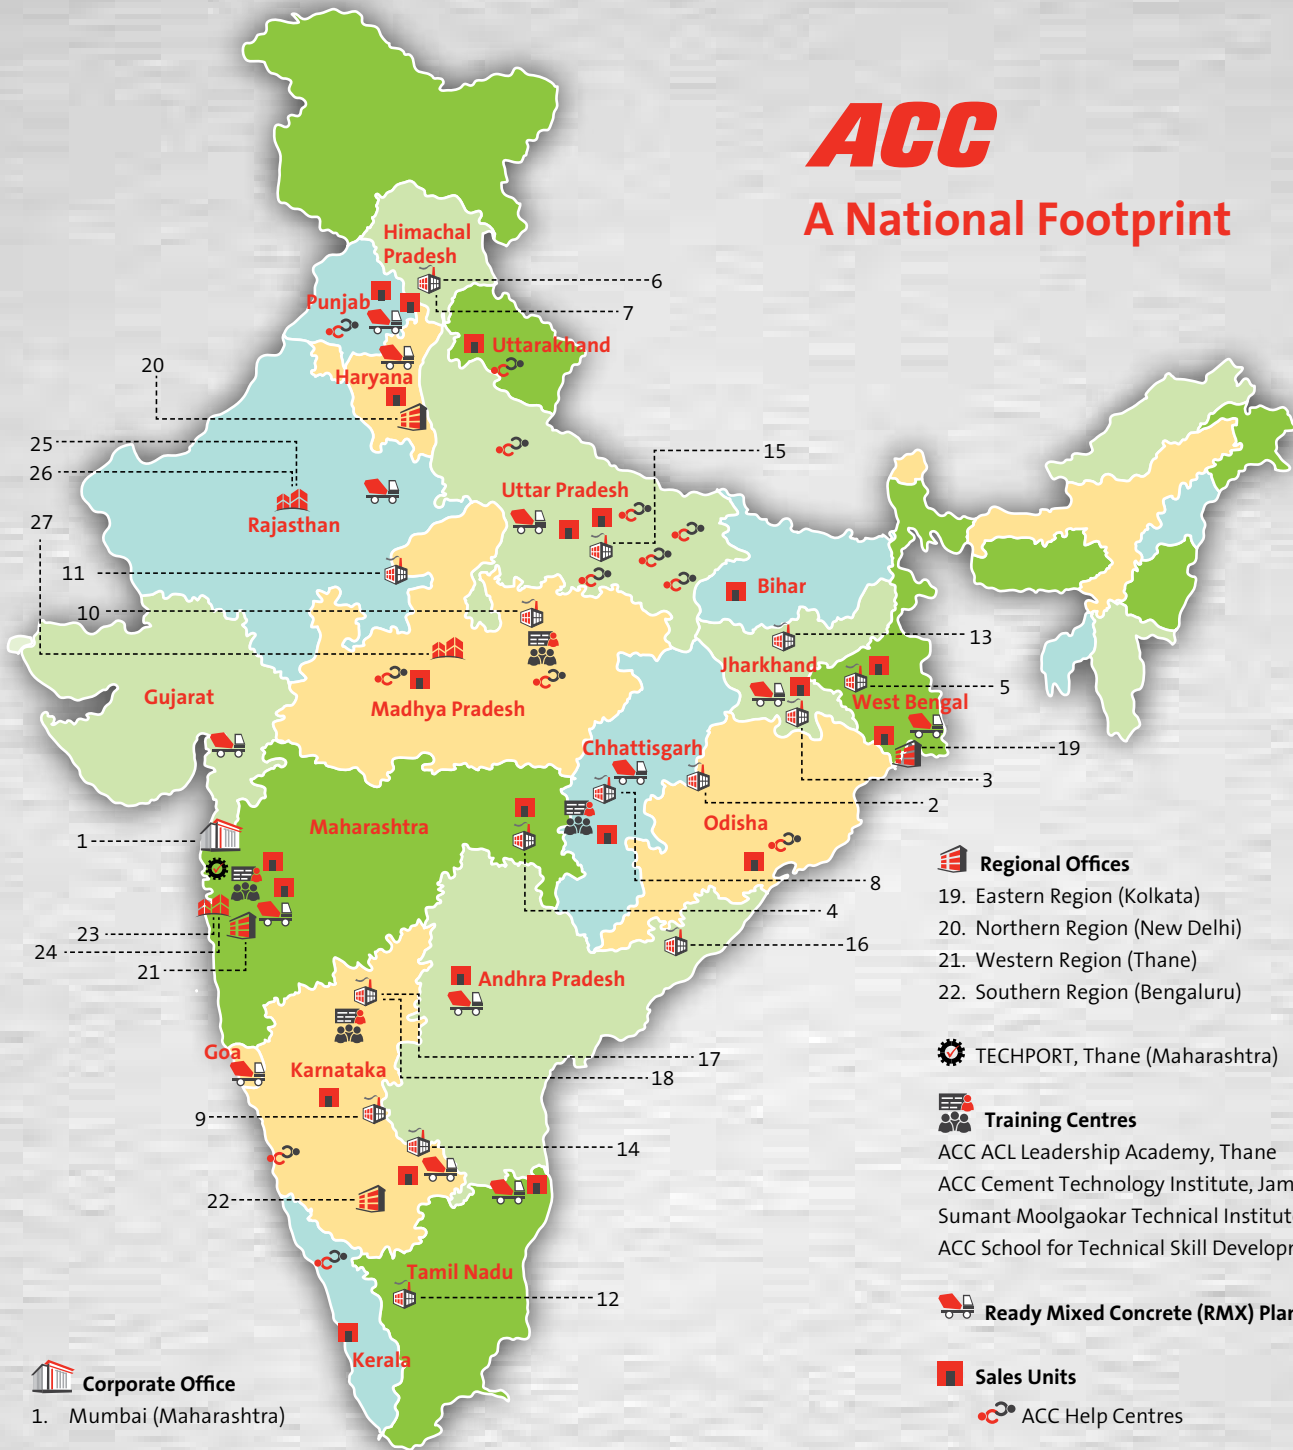 ACC
A National Footprint
Himachal
Pradesh
6
Punjab
7
Uttarakhand
20
Haryana
25
15
26
Uttar Pradesh
27
Rajasthan
11
Bihar
10
13
Jharkhand
5
Gujarat
West Bengal
Madhya Pradesh
Chhattisgarh
19
3
2
Maharashtra
Odisha
1
8
4
23
24
16
21
Andhra Pradesh
Goa
17
Karnataka
18
9
14
22
Tamil Nadu
12
Kerala
Corporate Office
1. Mumbai (Maharashtra)
Regional Offices
19. Eastern Region (Kolkata)
20. Northern Region (New Delhi)
21. Western Region (Thane)
22. Southern Region (Bengaluru)
TECHPORT, Thane (Maharashtra)
Training Centres
ACC ACL Leadership Academy, Thane
ACC Cement Technology Institute, Jam
Sumant Moolgaokar Technical Institut
ACC School for Technical Skill Developr
Ready Mixed Concrete (RMX) Plar
Sales Units
ACC Help Centres